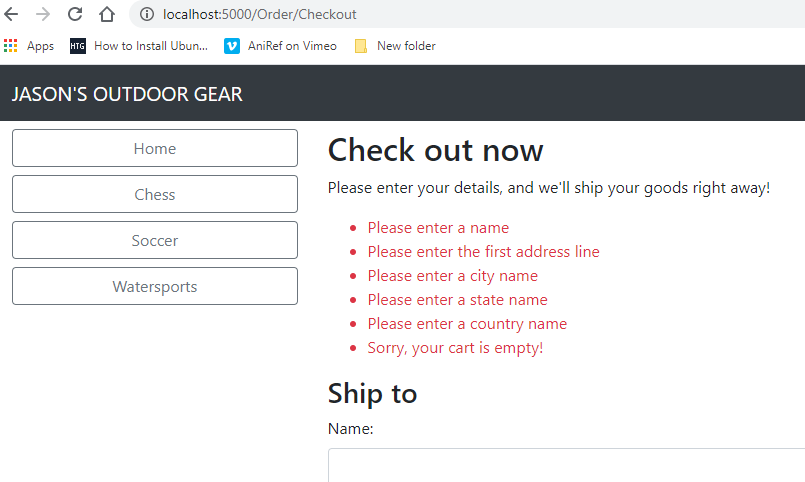 localhost:5000/Order/Checkout
Apps HTG How to Install Ubun... AniRef on Vimeo New folder
JASON'S OUTDOOR GEAR
Home
Chess
Soccer
Watersports
Check out now
Please enter your details, and we'll ship your goods right away!
• Please enter a name
• Please enter the first address line
• Please enter a city name
• Please enter a state name
• Please enter a country name
• Sorry, your cart is empty!
Ship to
Name: